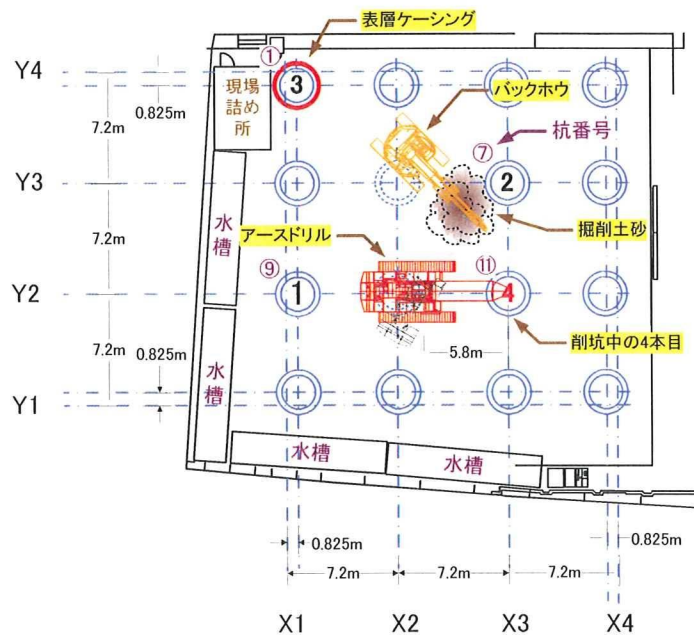 表層ケーシング
Y4
①
3
現場
詰め
所
バックホウ
0.825m
7.2m
⑦
杭番号
Y3
2
水
槽
アースドリル
掘削土砂
⑨
⑪
Y2
1
4
7.2m
0.825m
5.8m
削坑中の4本目
水
槽
Y1
水槽
水槽
0.825m
0.825m
7.2m
7.2m
7.2m
X1
X2
X3
X4